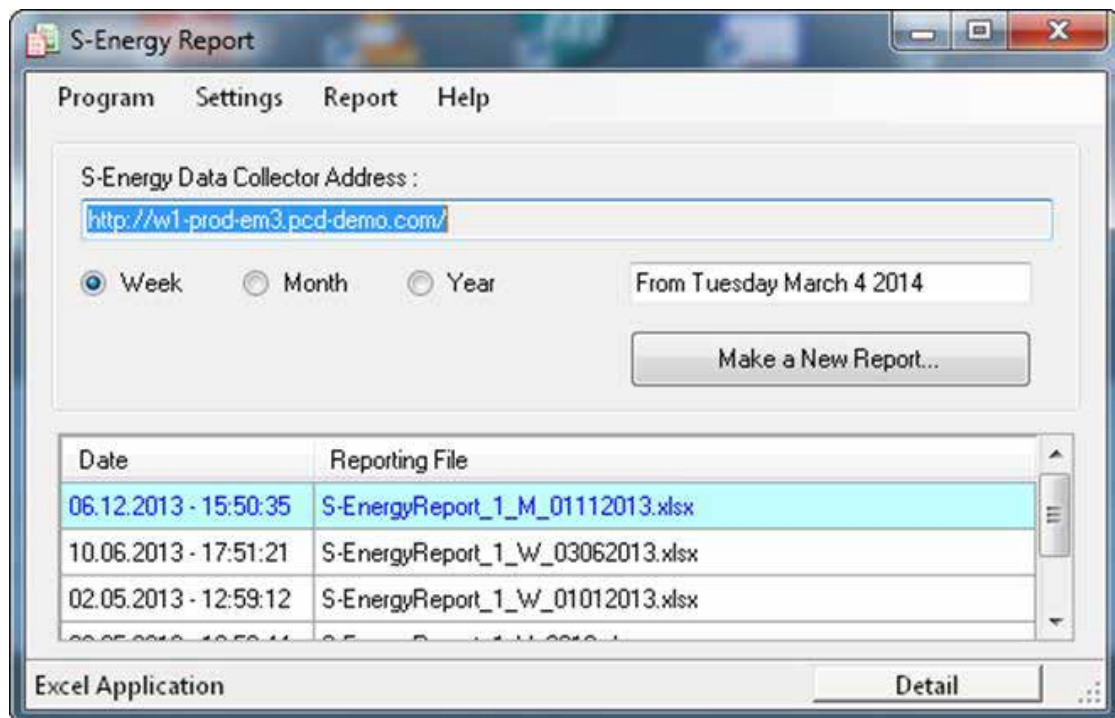 S-Energy Report
Program Settings Report Help
S-Energy Data Collector Address :
http://w1-prod-em3.pcd-demo.com/
Week Month Year From Tuesday March 4 2014
Make a New Report...
Date Reporting File
06.12.2013 - 15:50:35 S-EnergyReport_1_M_01112013.xlsx
10.06.2013 - 17:51:21 S-EnergyReport_1_W_03062013.xlsx
02.05.2013 - 12:59:12 S-EnergyReport_1_W_01012013.xlsx
Excel Application Detail